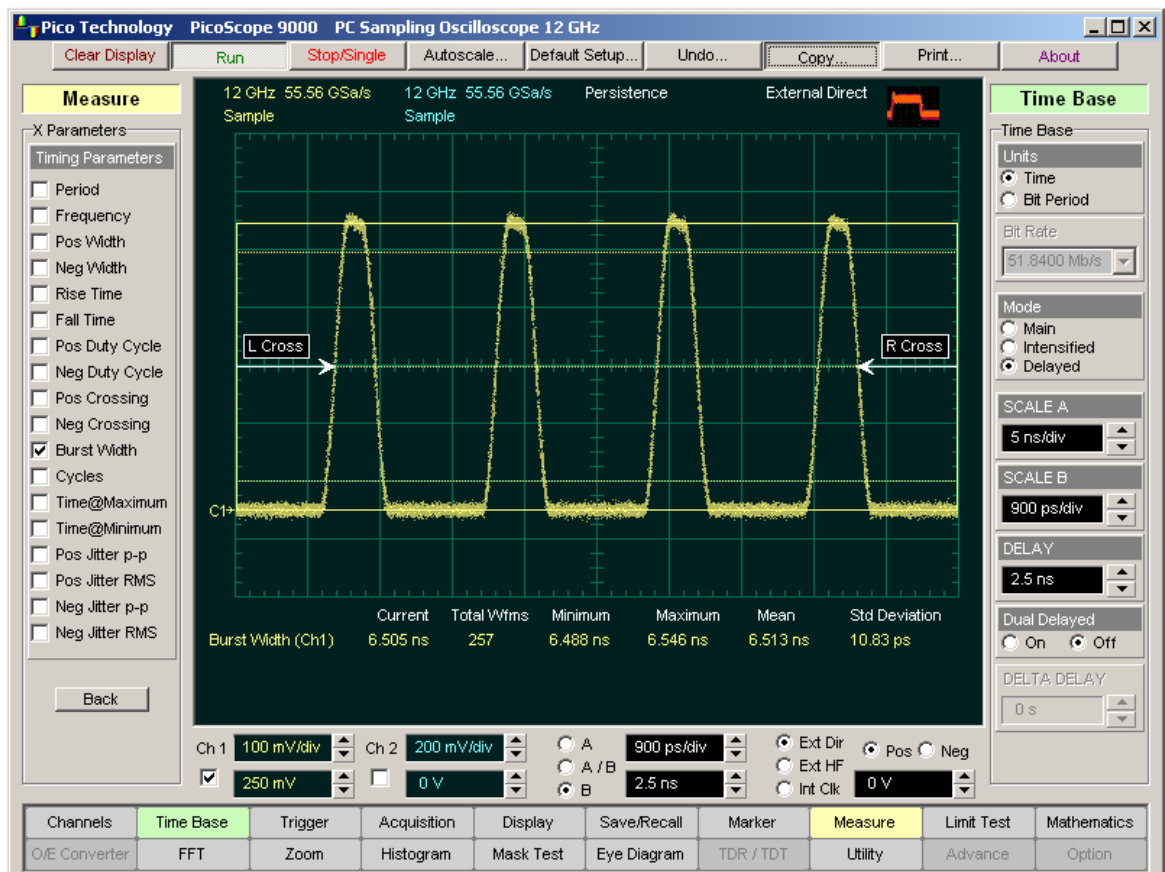 Pico Technology PicoScope 9000 PC Sampling Oscilloscope 12 GHz
Clear Display Run Stop/Single Autoscale... Default Setup... Undo... Copy... Print... About
Measure
X Parameters
Timing Parameters
Period
Frequency
Pos Width
Neg Width
Rise Time
Fall Time
Pos Duty Cycle
Neg Duty Cycle
Pos Crossing
Neg Crossing
Burst Width
Cycles
Time@Maximum
Time@Minimum
Pos Jitter p-p
Pos Jitter RMS
Neg Jitter p-p
Neg Jitter RMS
Back
12 GHz 55.56 GSa/s 12 GHz 55.56 GSa/s Persistence External Direct
Sample Sample
L Cross R Cross
C1
Current Total Wfms Minimum Maximum Mean Std Deviation
Burst Width (Ch1) 6.505 ns 257 6.488 ns 6.546 ns 6.513 ns 10.83 ps
Time Base
Time Base
Units
Time
Bit Period
Bit Rate
51.8400 Mb/s
Mode
Main
Intensified
Delayed
SCALE A
5 ns/div
SCALE B
900 ps/div
DELAY
2.5 ns
Dual Delayed
On Off
DELTA DELAY
0 s
Ch 1 100 mV/div Ch 2 200 mV/div A 900 ps/div Ext Dir Pos Neg
A / B Ext HF
250 mV 0 V B 2.5 ns Int Clk 0 V
Channels Time Base Trigger Acquisition Display Save/Recall Marker Measure Limit Test Mathematics
O/E Converter FFT Zoom Histogram Mask Test Eye Diagram TDR / TDT Utility Advance Option